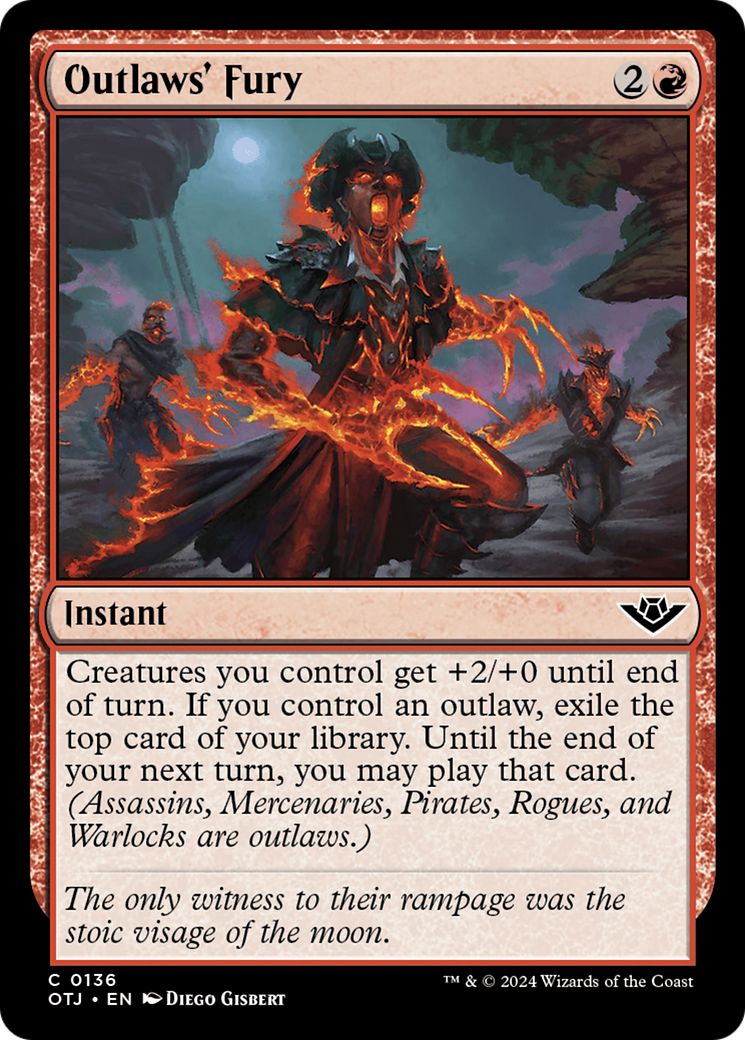 Outlaws' Fury
2
Instant
Creatures you control get +2/+0 until end
of turn. If you control an outlaw, exile the
top card of your library. Until the end of
your next turn, you may play that card.
(Assassins, Mercenaries, Pirates, Rogues, and
Warlocks are outlaws.)
The only witness to their rampage was the
stoic visage of the moon.
C 0136
™ & © 2024 Wizards of the Coast
OTJ • EN DIEGO GISBERT